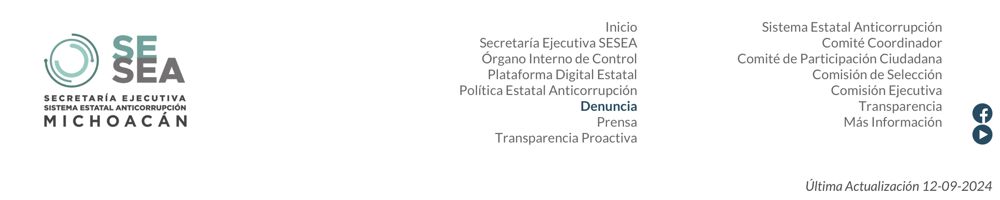 SE
SEA
SECRETARÍA EJECUTIVA
SISTEMA ESTATAL ANTICORRUPCIÓN
MICHOACÁN
Inicio
Secretaría Ejecutiva SESEA
Órgano Interno de Control
Plataforma Digital Estatal
Política Estatal Anticorrupción
Denuncia
Prensa
Transparencia Proactiva
Sistema Estatal Anticorrupción
Comité Coordinador
Comité de Participación Ciudadana
Comisión de Selección
Comisión Ejecutiva
Transparencia
Más Información
Última Actualización 12-09-2024